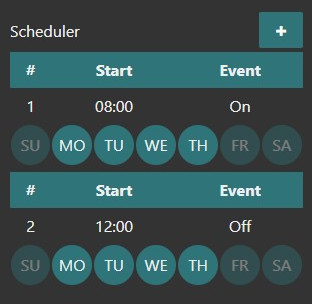 Scheduler +
# Start Event
1 08:00 On
SU MO TU WE TH FR SA
# Start Event
2 12:00 Off
SU MO TU WE TH FR SA